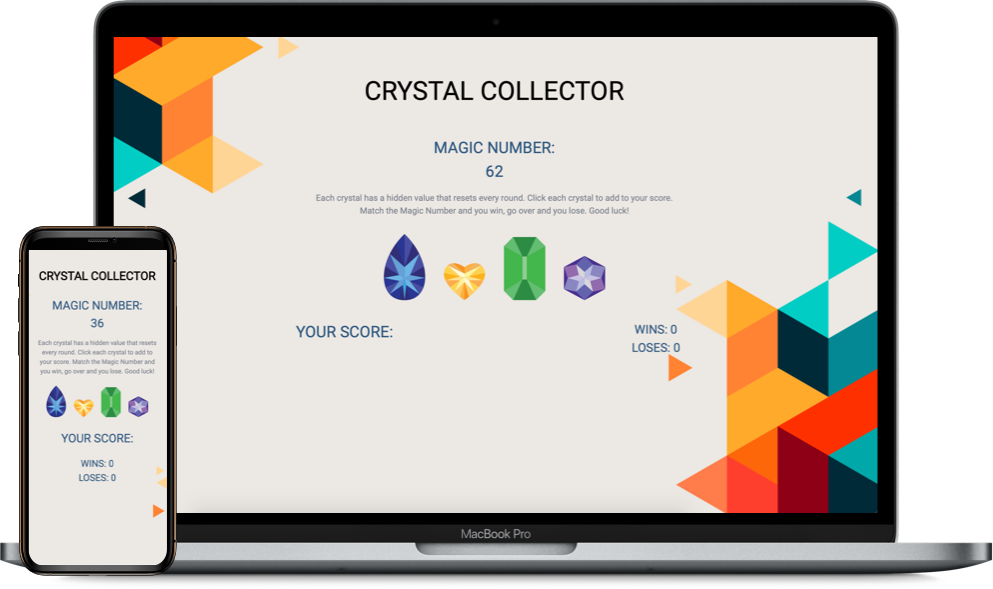 CRYSTAL COLLECTOR
MAGIC NUMBER:
62
Each crystal has a hidden value that resets every round. Click each crystal to add to your score.
Match the Magic Number and you win, go over and you lose. Good luck!
YOUR SCORE:
WINS: 0
LOSES: 0
MacBook Pro
CRYSTAL COLLECTOR
MAGIC NUMBER:
36
Each crystal has a hidden value that resets
every round. Click each crystal to add to
your score. Match the Magic Number and
you win, go over and you lose. Good luck!
YOUR SCORE:
WINS: 0
LOSES: 0